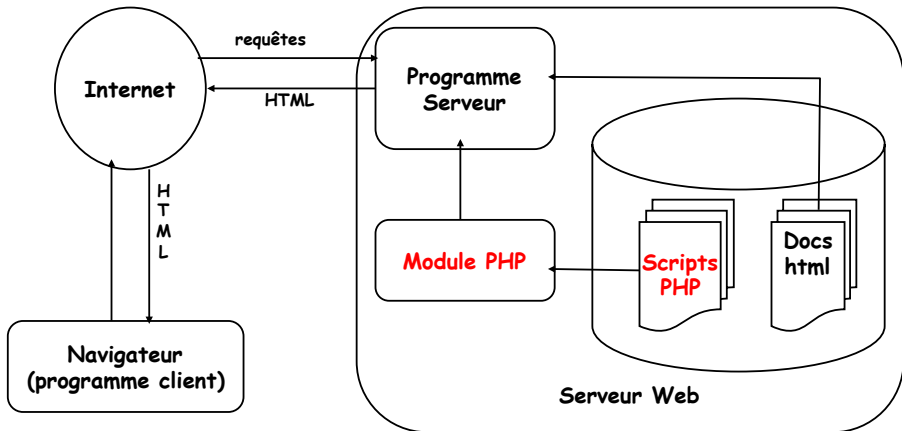 requêtes
Internet
HTML
Programme
Serveur
H
T
M
L
Module PHP
Scripts
PHP
Docs
html
Navigateur
(programme client)
Serveur Web